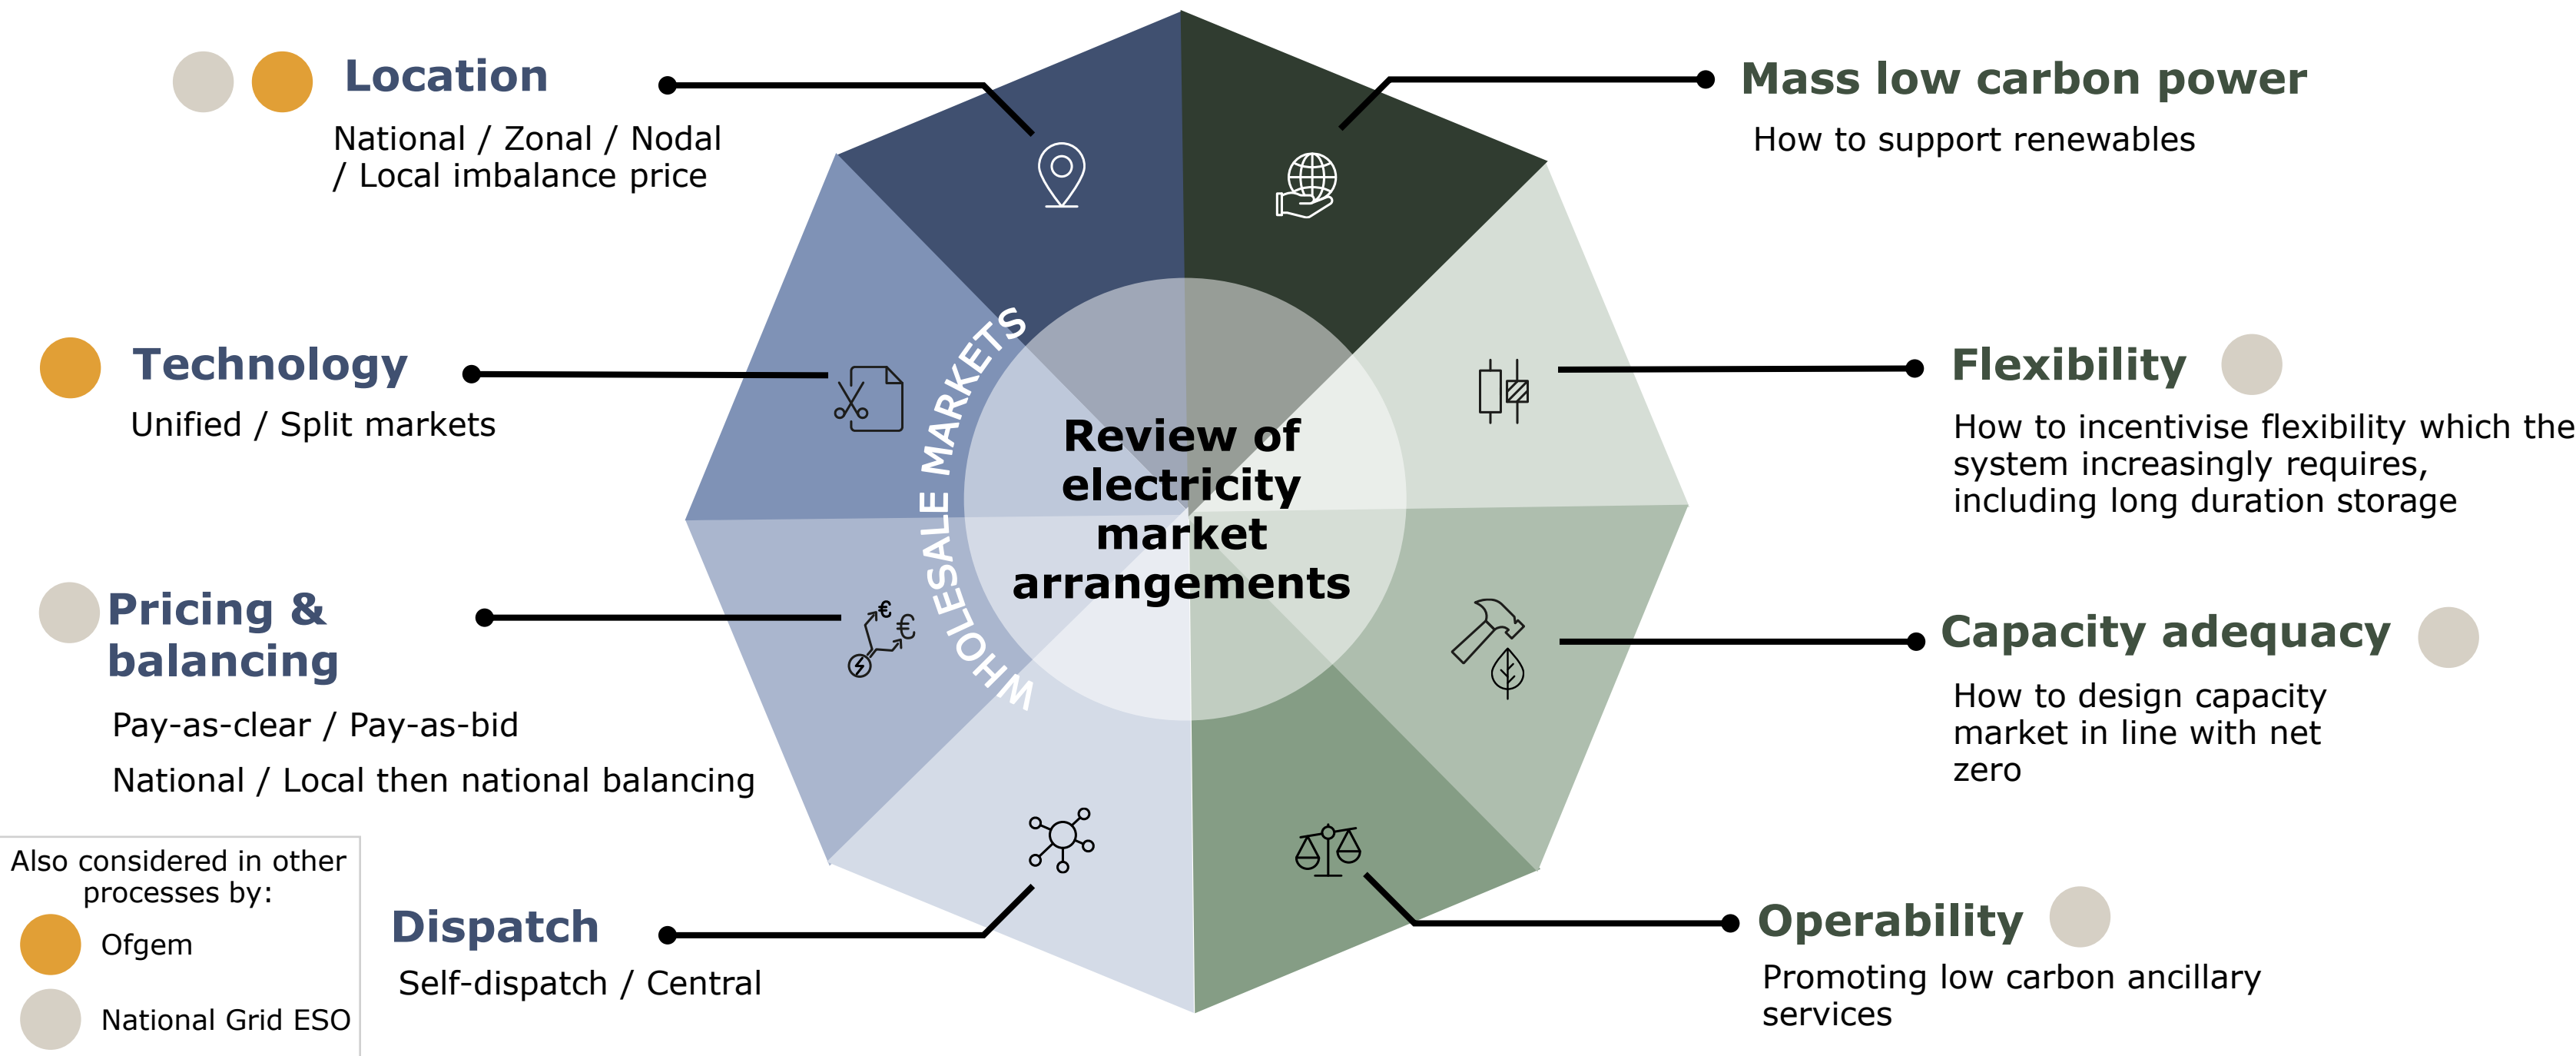 Location
National / Zonal / Nodal
/ Local imbalance price
Technology
Unified / Split markets
Pricing &
balancing
Pay-as-clear / Pay-as-bid
National / Local then national balancing
Dispatch
Self-dispatch / Central
Also considered in other
processes by:
Ofgem
National Grid ESO
WHOLESALE MARKETS
Review of
electricity
market
arrangements
€
€
Mass low carbon power
How to support renewables
Flexibility
How to incentivise flexibility which the
system increasingly requires,
including long duration storage
Capacity adequacy
How to design capacity
market in line with net
zero
Operability
Promoting low carbon ancillary
services